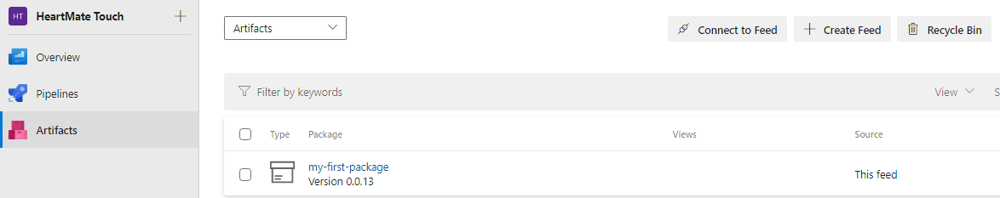 HT HeartMate Touch
Artifacts
Connect to Feed
Create Feed
Recycle Bin
Overview
Pipelines
Artifacts
Filter by keywords
View
S
Type Package Views Source
my-first-package
Version 0.0.13
This feed